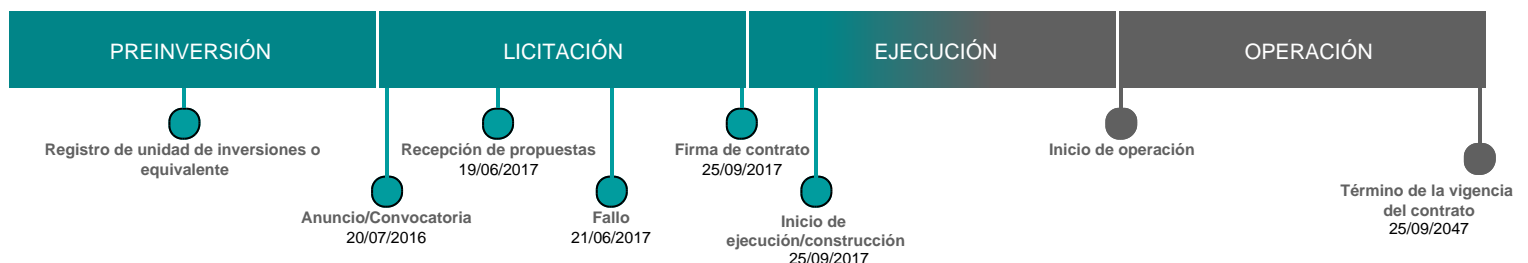 PREINVERSIÓN
LICITACIÓN
EJECUCIÓN
OPERACIÓN
Registro de unidad de inversiones o
equivalente
Anuncio/Convocatoria
20/07/2016
Recepción de propuestas
19/06/2017
Fallo
21/06/2017
Firma de contrato
25/09/2017
Inicio de
ejecución/construcción
25/09/2017
Inicio de operación
Término de la vigencia
del contrato
25/09/2047